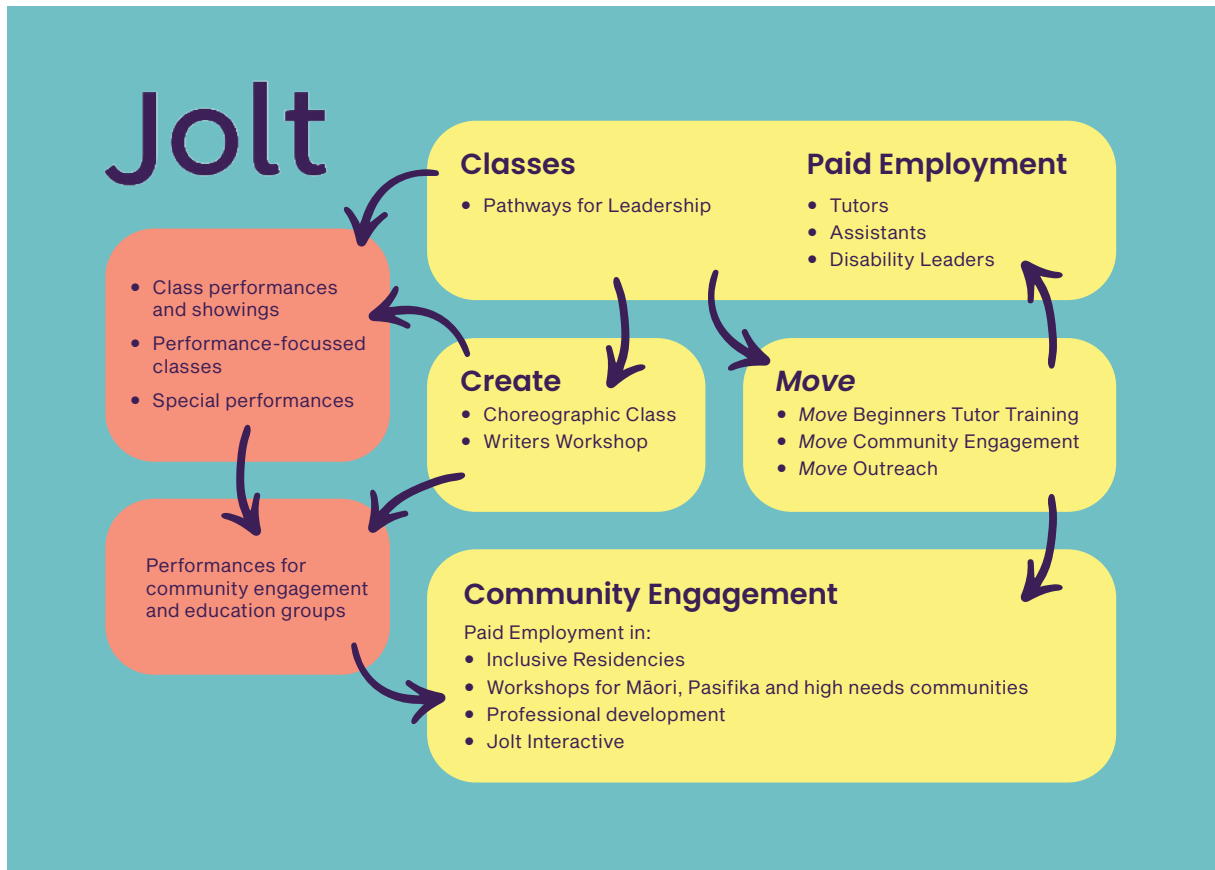 Jolt
Classes
• Pathways for Leadership
Paid Employment
• Tutors
• Assistants
• Disability Leaders
• Class performances
and showings
• Performance-focussed
classes
• Special performances
Create
• Choreographic Class
• Writers Workshop
Move
• Move Beginners Tutor Training
• Move Community Engagement
• Move Outreach
Performances for
community engagement
and education groups
Community Engagement
Paid Employment in:
• Inclusive Residencies
• Workshops for Māori, Pasifika and high needs communities
• Professional development
• Jolt Interactive